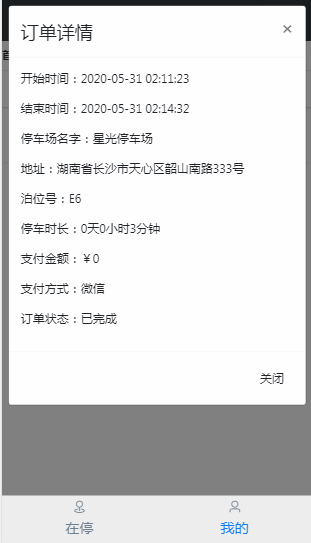 订单详情 ×
开始时间：2020-05-31 02:11:23
结束时间：2020-05-31 02:14:32
停车场名字：星光停车场
地址：湖南省长沙市天心区韶山南路333号
泊位号：E6
停车时长：0天0小时3分钟
支付金额：￥0
支付方式：微信
订单状态：已完成
关闭
在停
我的